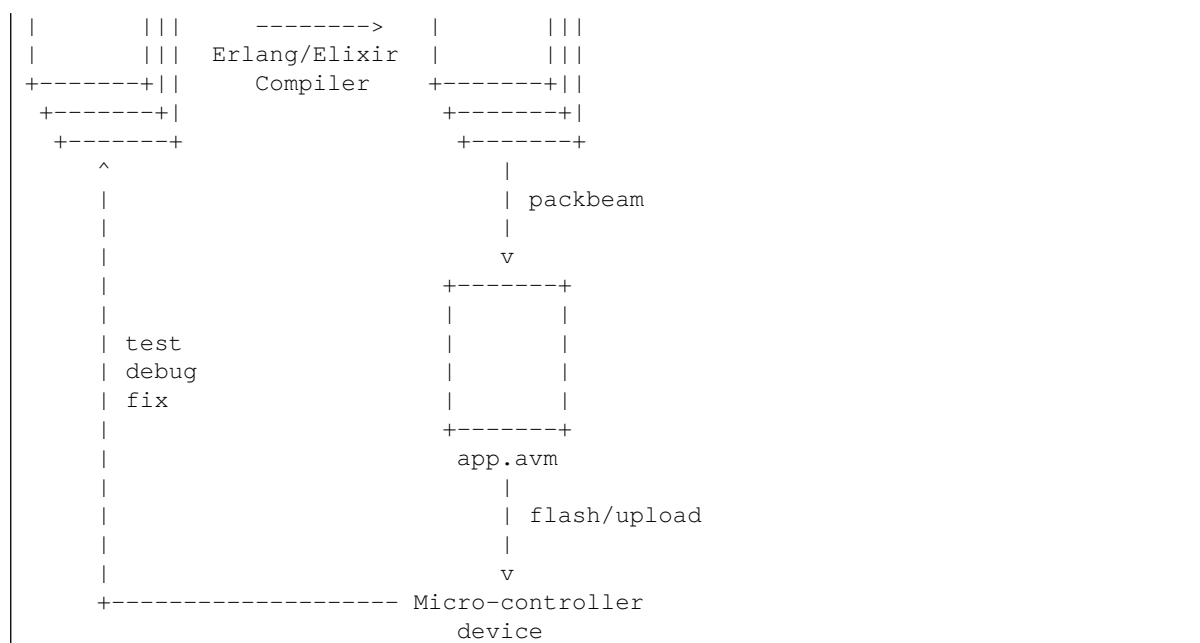 Erlang/Elixir
Compiler
packbeam
test
debug
fix
app.avm
flash/upload
Micro-controller
device